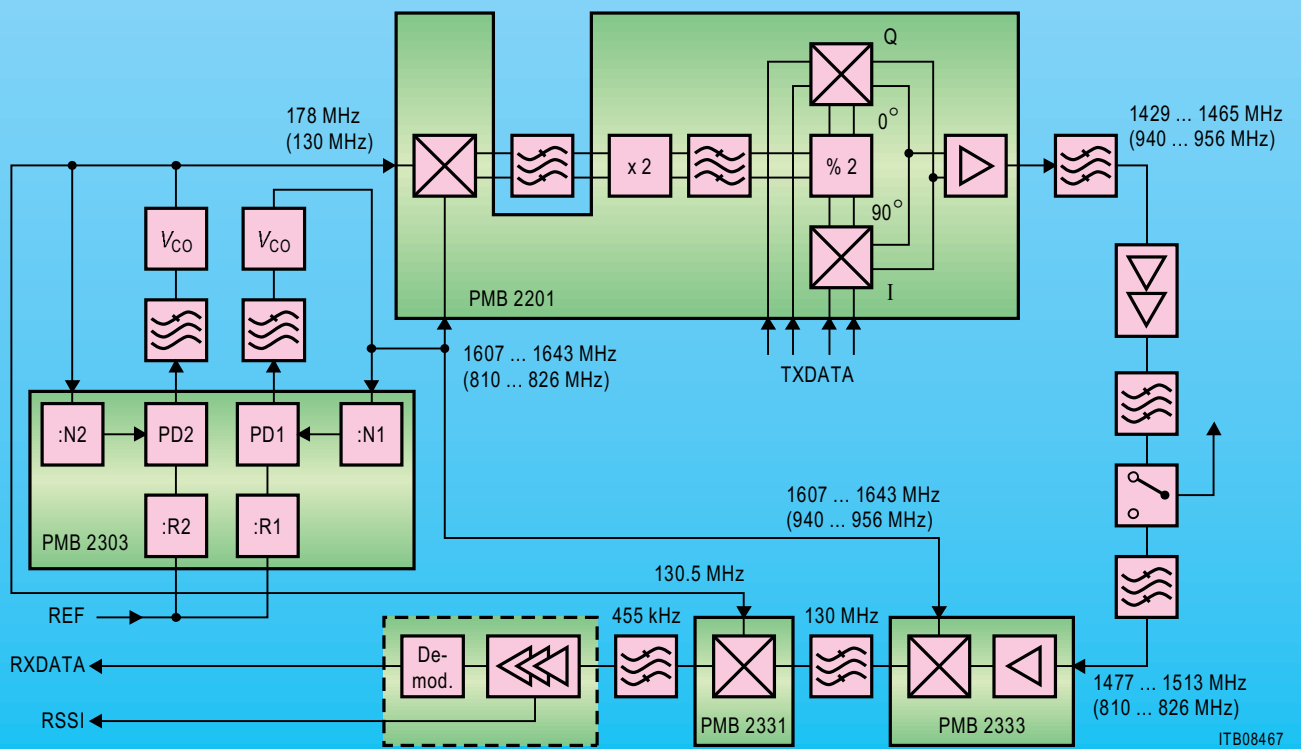 Q
178 MHz
(130 MHz)
1429 ... 1465 MHz
(940 ... 956 MHz)
0°
x 2
% 2
90°
VCO
VCO
I
PMB 2201
1607 ... 1643 MHz
(810 ... 826 MHz)
TXDATA
:N2
PD2
PD1
:N1
:R2
:R1
PMB 2303
1607 ... 1643 MHz
(940 ... 956 MHz)
130.5 MHz
REF
455 kHz
130 MHz
RXDATA
De-
mod.
1477 ... 1513 MHz
(810 ... 826 MHz)
RSSI
PMB 2331
PMB 2333
ITB08467